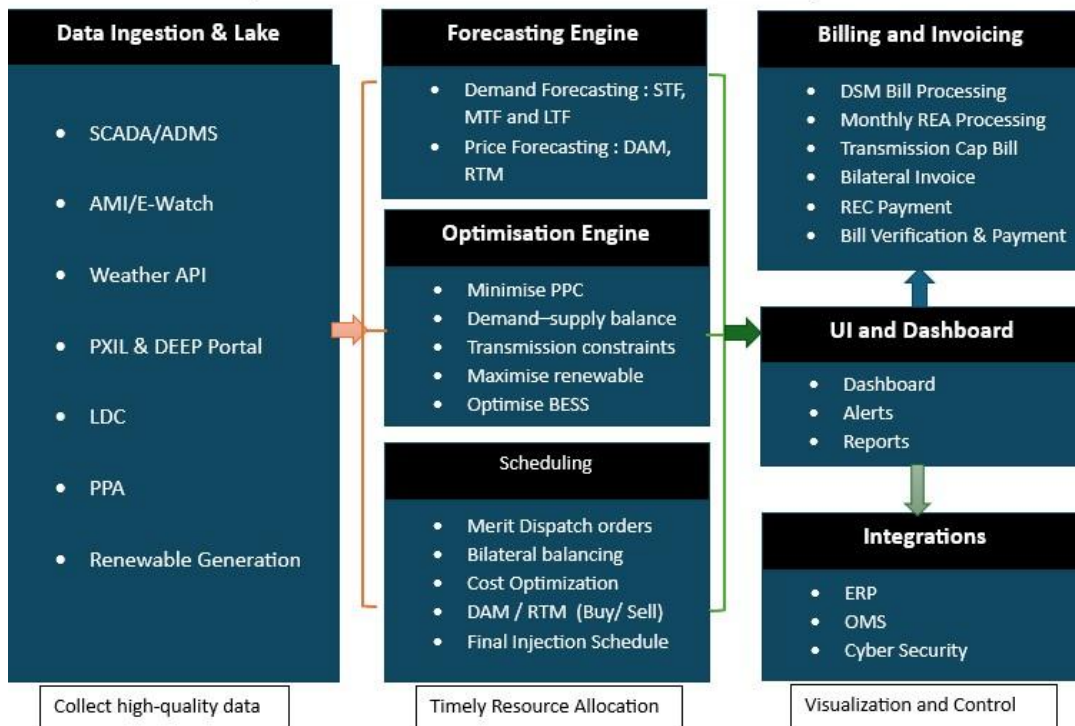 Data Ingestion & Lake
• SCADA/ADMS
• AMI/E-Watch
• Weather API
• PXIL & DEEP Portal
• LDC
• PPA
• Renewable Generation
Collect high-quality data
Forecasting Engine
• Demand Forecasting : STF,
MTF and LTF
• Price Forecasting : DAM,
RTM
Optimisation Engine
• Minimise PPC
• Demand–supply balance
• Transmission constraints
• Maximise renewable
• Optimise BESS
Scheduling
• Merit Dispatch orders
• Bilateral balancing
• Cost Optimization
• DAM / RTM (Buy/ Sell)
• Final Injection Schedule
Timely Resource Allocation
Billing and Invoicing
• DSM Bill Processing
• Monthly REA Processing
• Transmission Cap Bill
• Bilateral Invoice
• REC Payment
• Bill Verification & Payment
UI and Dashboard
• Dashboard
• Alerts
• Reports
Integrations
• ERP
• OMS
• Cyber Security
Visualization and Control